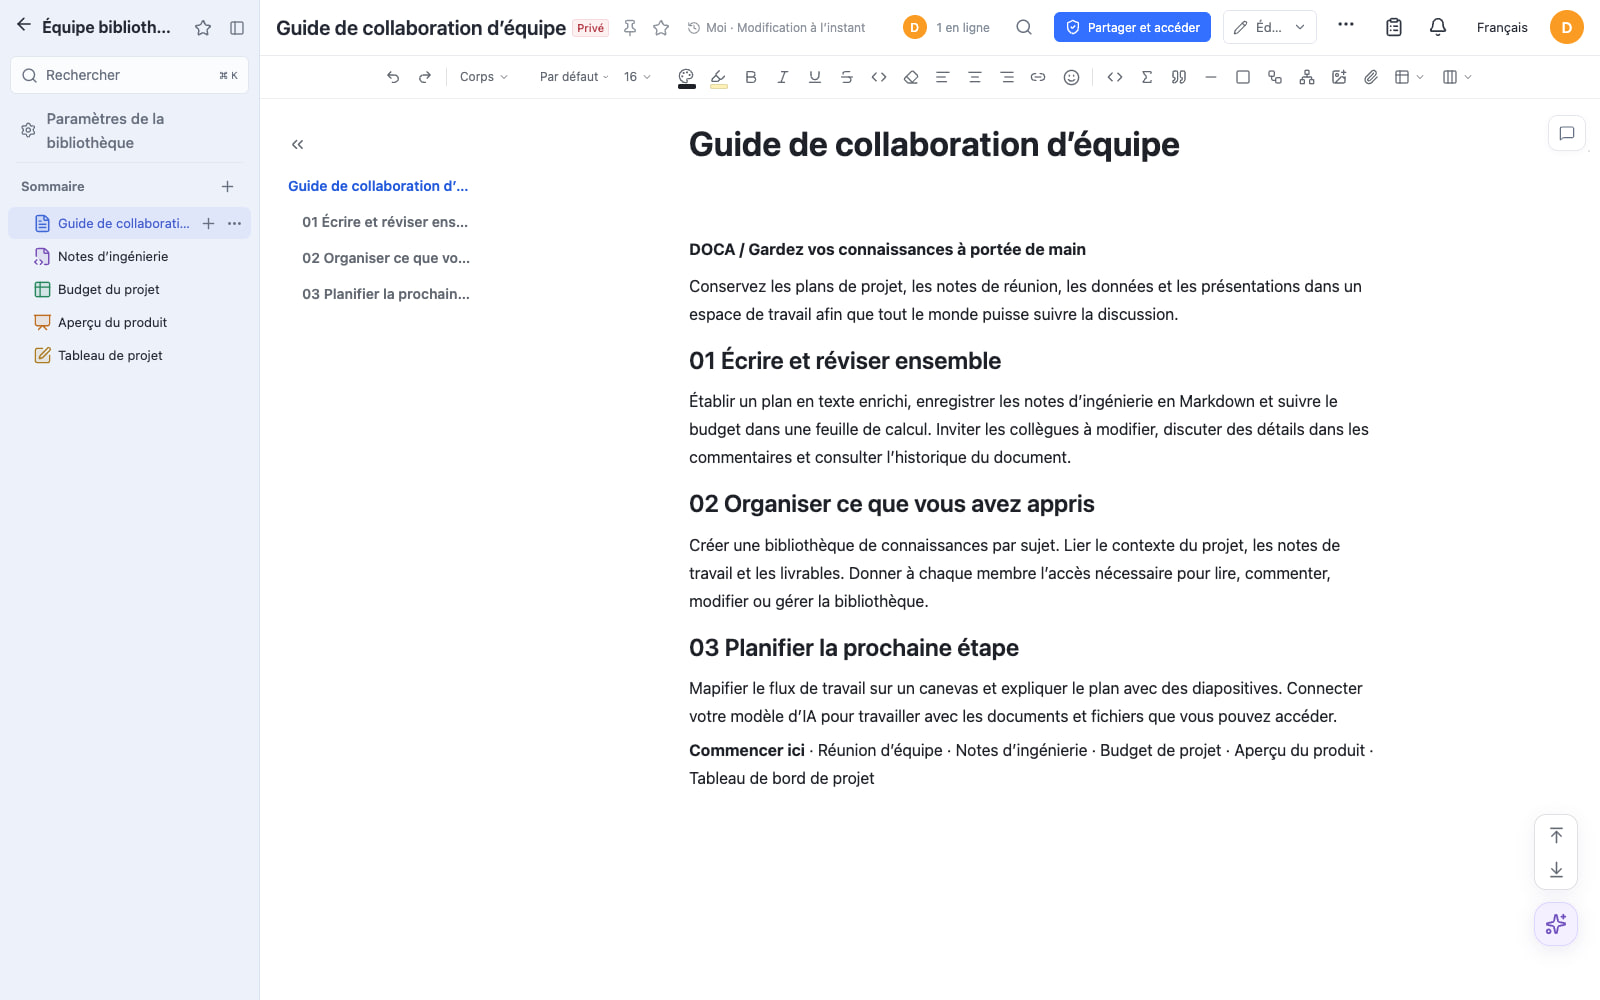 Équipe biblioth...
Rechercher
⌘ K
Paramètres de la
bibliothèque
Sommaire
Guide de collaborati...
Notes d’ingénierie
Budget du projet
Aperçu du produit
Tableau de projet
Guide de collaboration d’équipe
Privé
Moi · Modification à l’instant
D
1 en ligne
Partager et accéder
Éd...
Français
D
Corps
Par défaut
16
Guide de collaboration d’...
01 Écrire et réviser ens...
02 Organiser ce que vo...
03 Planifier la prochain...
Guide de collaboration d’équipe
DOCA / Gardez vos connaissances à portée de main
Conservez les plans de projet, les notes de réunion, les données et les présentations dans un
espace de travail afin que tout le monde puisse suivre la discussion.
01 Écrire et réviser ensemble
Établir un plan en texte enrichi, enregistrer les notes d’ingénierie en Markdown et suivre le
budget dans une feuille de calcul. Inviter les collègues à modifier, discuter des détails dans les
commentaires et consulter l’historique du document.
02 Organiser ce que vous avez appris
Créer une bibliothèque de connaissances par sujet. Lier le contexte du projet, les notes de
travail et les livrables. Donner à chaque membre l’accès nécessaire pour lire, commenter,
modifier ou gérer la bibliothèque.
03 Planifier la prochaine étape
Mapifier le flux de travail sur un canevas et expliquer le plan avec des diapositives. Connecter
votre modèle d’IA pour travailler avec les documents et fichiers que vous pouvez accéder.
Commencer ici · Réunion d’équipe · Notes d’ingénierie · Budget de projet · Aperçu du produit ·
Tableau de bord de projet